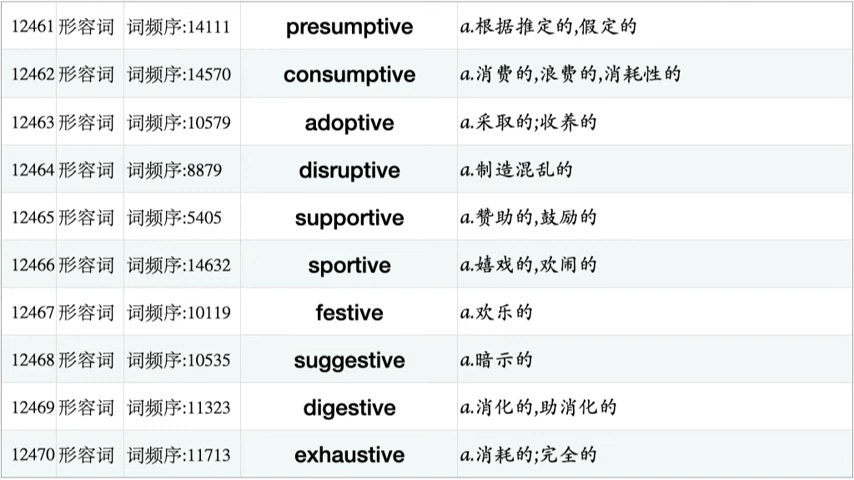 12461 形容词 词频序:14111 presumptive a.根据推定的,假定的
12462 形容词 词频序:14570 consumptive a.消费的,浪费的,消耗性的
12463 形容词 词频序:10579 adoptive a.采取的;收养的
12464 形容词 词频序:8879 disruptive a.制造混乱的
12465 形容词 词频序:5405 supportive a.赞助的,鼓励的
12466 形容词 词频序:14632 sportive a.嬉戏的,欢闹的
12467 形容词 词频序:10119 festive a.欢乐的
12468 形容词 词频序:10535 suggestive a.暗示的
12469 形容词 词频序:11323 digestive a.消化的,助消化的
12470 形容词 词频序:11713 exhaustive a.消耗的;完全的